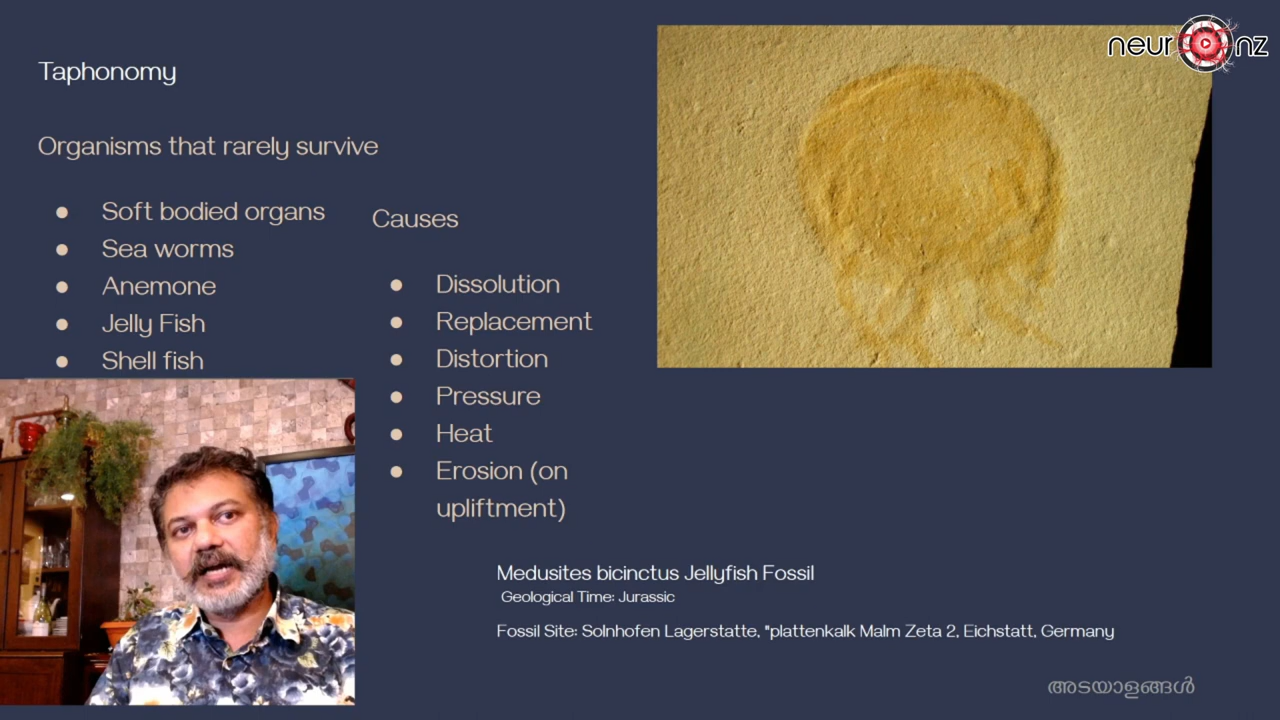 neuronz
Taphonomy
Organisms that rarely survive
● Soft bodied organs
● Sea worms
● Anemone
● Jelly Fish
● Shell fish
Causes
● Dissolution
● Replacement
● Distortion
● Pressure
● Heat
● Erosion (on
upliftment)
Medusites bicinctus Jellyfish Fossil
Geological Time: Jurassic
Fossil Site: Solnhofen Lagerstatte, "plattenkalk Malm Zeta 2, Eichstatt, Germany
അടയാളങ്ങൾ